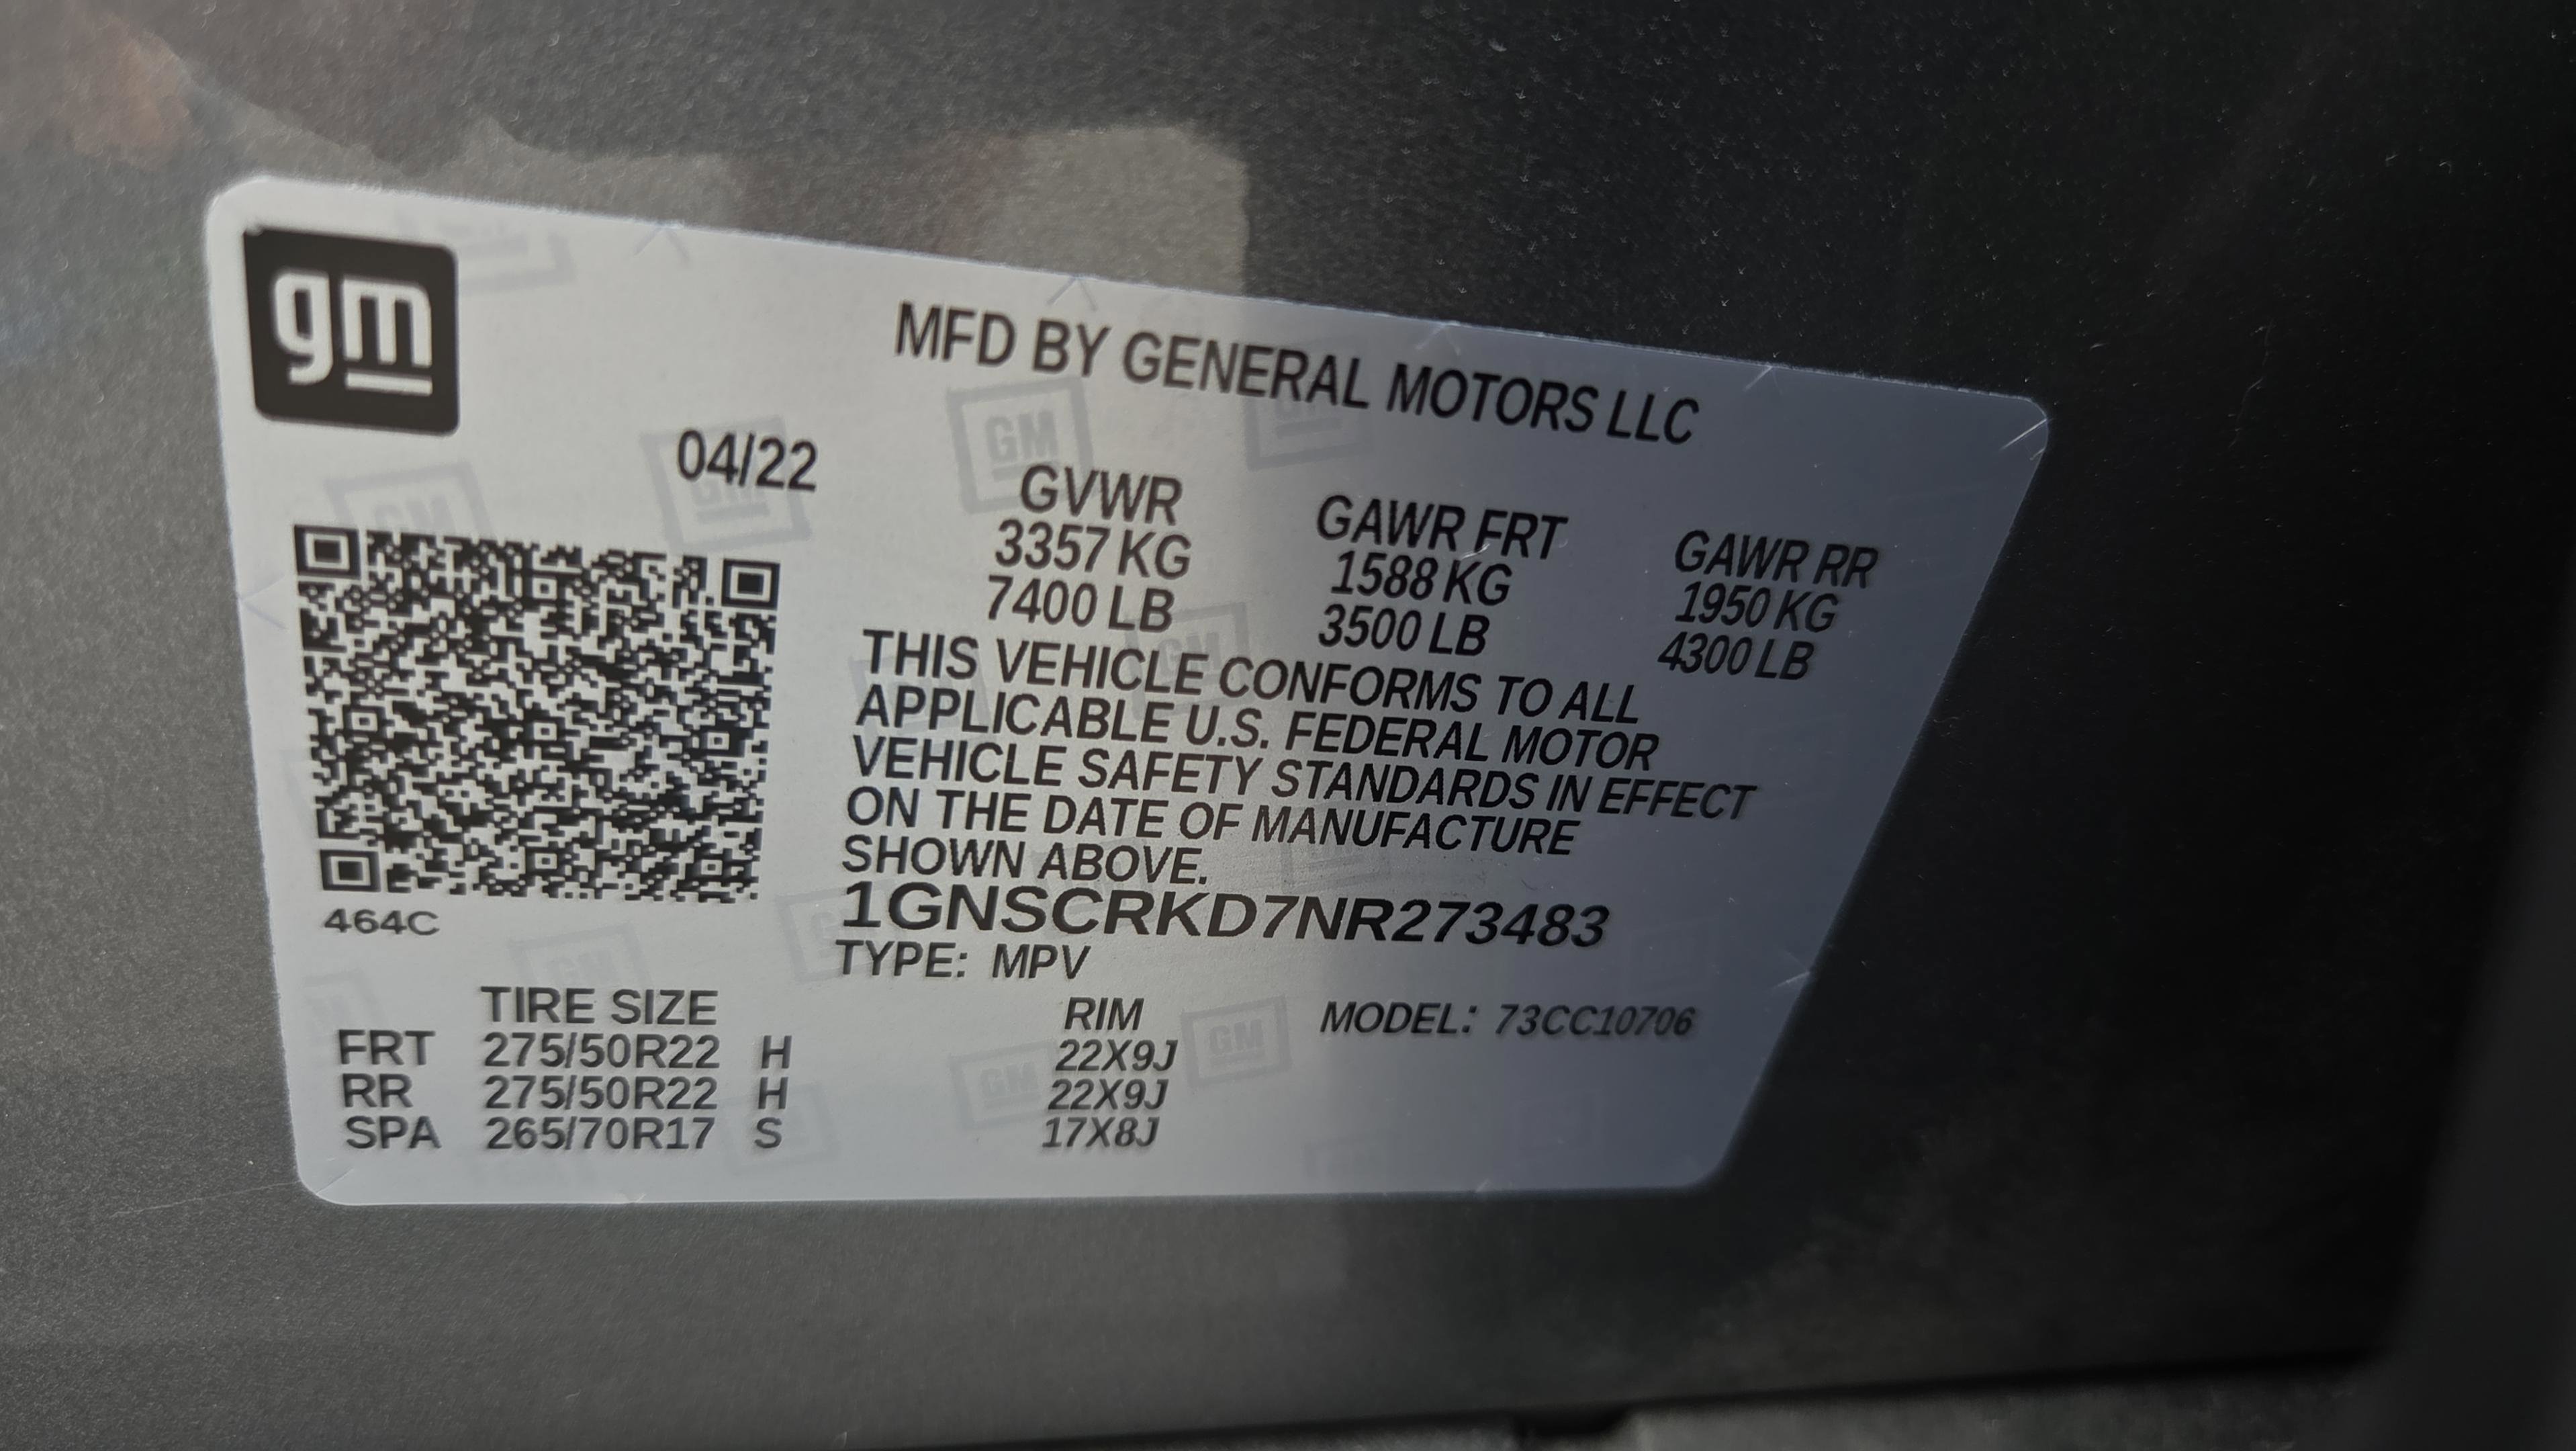 gm
MFD BY GENERAL MOTORS LLC
04/22
GVWR GAWR FRT GAWR RR
3357 KG 1588 KG 1950 KG
7400 LB 3500 LB 4300 LB
THIS VEHICLE CONFORMS TO ALL
APPLICABLE U.S. FEDERAL MOTOR
VEHICLE SAFETY STANDARDS IN EFFECT
ON THE DATE OF MANUFACTURE
SHOWN ABOVE.
464C
1GNSCRKD7NR273483
TYPE: MPV
TIRE SIZE RIM MODEL: 73CC10706
FRT 275/50R22 H 22X9J
RR 275/50R22 H 22X9J
SPA 265/70R17 S 17X8J